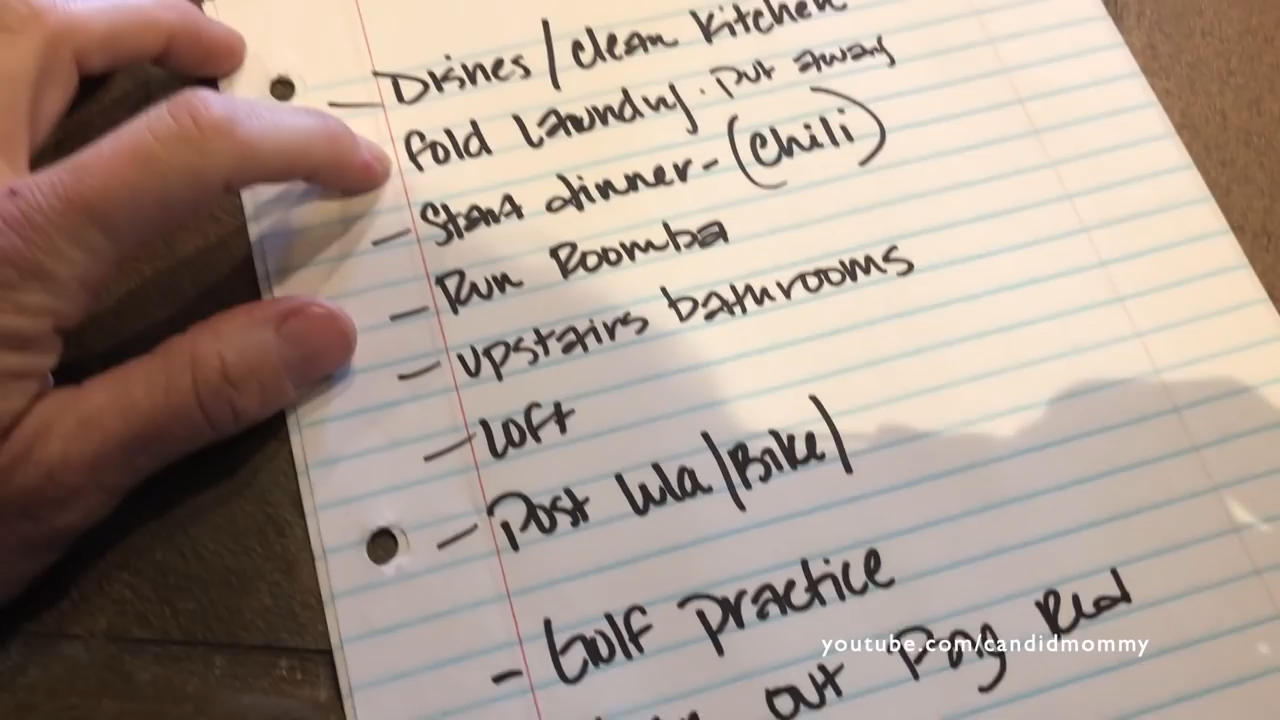 - Dishes / clean kitchen
fold laundry. put away
- Start dinner - (chili)
- Run Roomba
- upstairs bathrooms
- Loft
- Post lula / Bike /
- Golf practice
out Pong
youtube.com/candidmommy